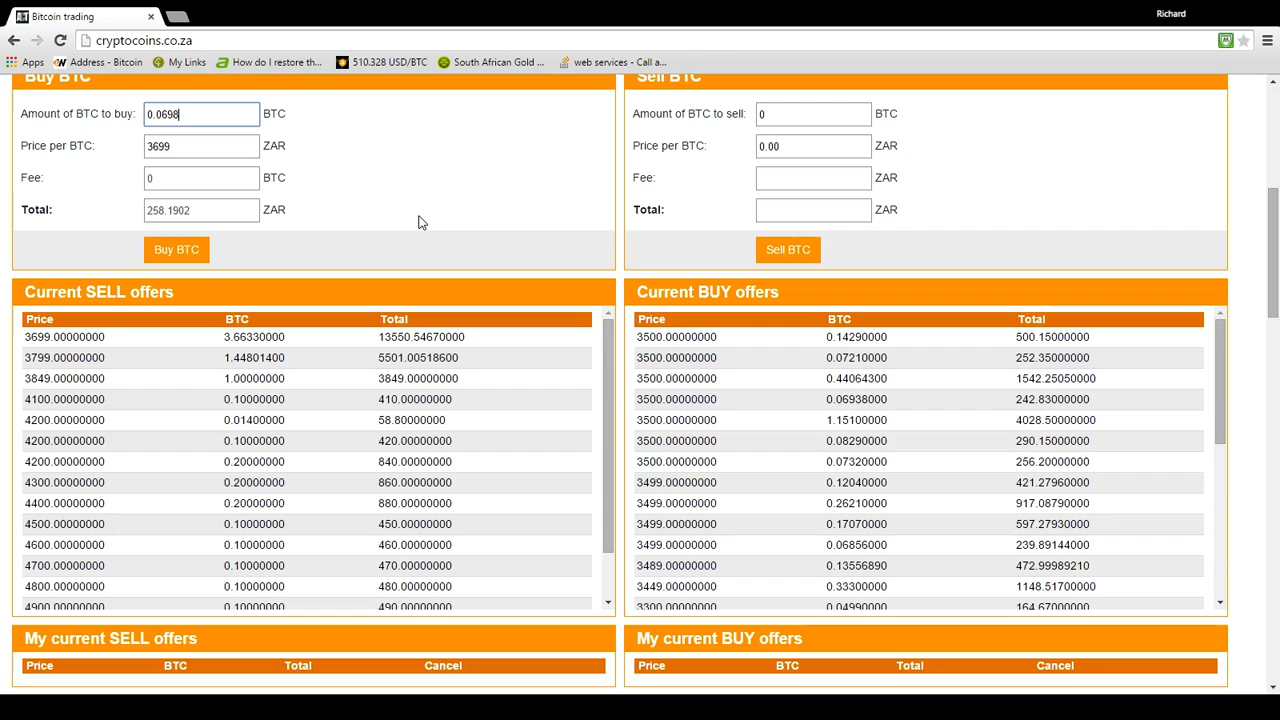 Bitcoin trading
Richard
cryptocoins.co.za
Apps Address - Bitcoin My Links How do I restore th... 510.328 USD/BTC South African Gold ... web services - Call a...
Buy BTC
Amount of BTC to buy: 0.0698 BTC
Price per BTC: 3699 ZAR
Fee: 0 BTC
Total: 258.1902 ZAR
Buy BTC
Sell BTC
Amount of BTC to sell: 0 BTC
Price per BTC: 0.00 ZAR
Fee: ZAR
Total: ZAR
Sell BTC
Current SELL offers
Price BTC Total
3699.00000000 3.66330000 13550.54670000
3799.00000000 1.44801400 5501.00518600
3849.00000000 1.00000000 3849.00000000
4100.00000000 0.10000000 410.00000000
4200.00000000 0.01400000 58.80000000
4200.00000000 0.10000000 420.00000000
4200.00000000 0.20000000 840.00000000
4300.00000000 0.20000000 860.00000000
4400.00000000 0.20000000 880.00000000
4500.00000000 0.10000000 450.00000000
4600.00000000 0.10000000 460.00000000
4700.00000000 0.10000000 470.00000000
4800.00000000 0.10000000 480.00000000
4900.00000000 0.10000000 490.00000000
Current BUY offers
Price BTC Total
3500.00000000 0.14290000 500.15000000
3500.00000000 0.07210000 252.35000000
3500.00000000 0.44064300 1542.25050000
3500.00000000 0.06938000 242.83000000
3500.00000000 1.15100000 4028.50000000
3500.00000000 0.08290000 290.15000000
3500.00000000 0.07320000 256.20000000
3499.00000000 0.12040000 421.27960000
3499.00000000 0.26210000 917.08790000
3499.00000000 0.17070000 597.27930000
3499.00000000 0.06856000 239.89144000
3489.00000000 0.13556890 472.99989210
3449.00000000 0.33300000 1148.51700000
3300.00000000 0.04990000 164.67000000
My current SELL offers
Price BTC Total Cancel
My current BUY offers
Price BTC Total Cancel